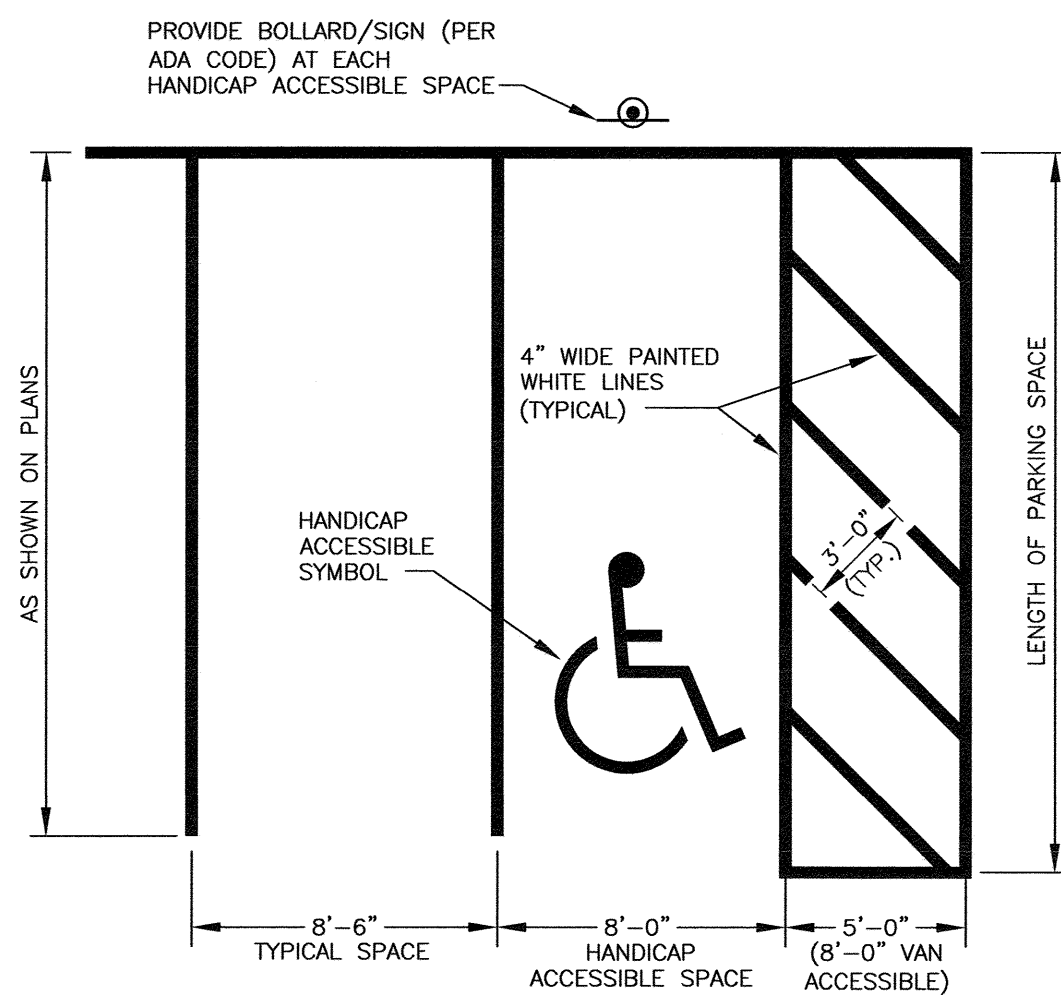 PROVIDE BOLLARD/SIGN (PER
ADA CODE) AT EACH
HANDICAP ACCESSIBLE SPACE
AS SHOWN ON PLANS
4" WIDE PAINTED
WHITE LINES
(TYPICAL)
LENGTH OF PARKING SPACE
HANDICAP
ACCESSIBLE
SYMBOL
3'-0"
(TYP.)
8'-6"
TYPICAL SPACE
8'-0"
HANDICAP
ACCESSIBLE SPACE
5'-0"
(8'-0" VAN
ACCESSIBLE)